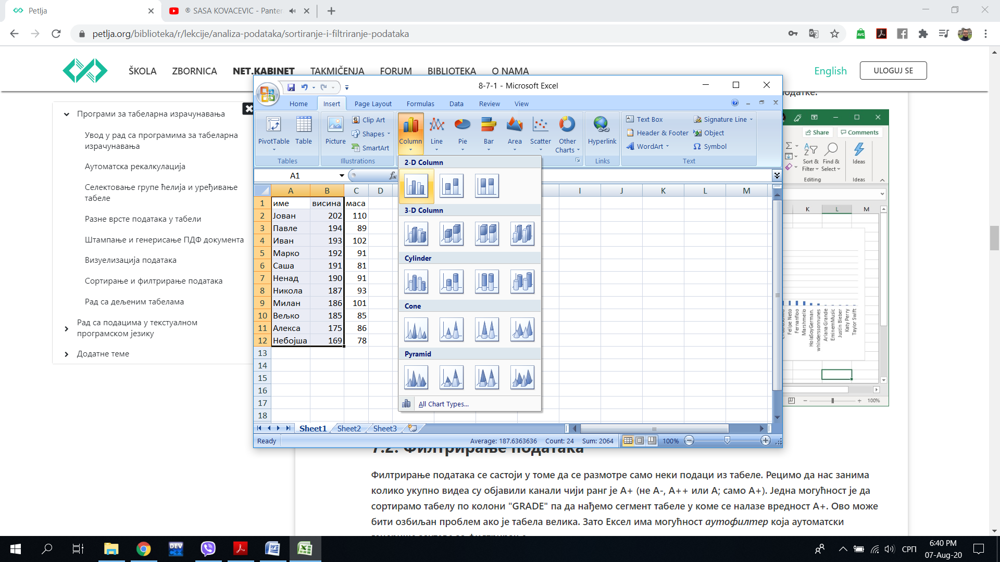 Petlja
® SASA KOVACEVIC - Panter
petlja.org/biblioteka/r/lekcije/analiza-podataka/sortiranje-i-filtriranje-podataka
ŠKOLA ZBORNICA NET.KABINET TAKMIČENJA FORUM BIBLIOTEKA O NAMA
English ULOGUJ SE
Програми за табеларна израчунавања
Увод у рад са програмима за табеларна
израчунавања
Аутоматска рекалкулација
Селектовање групе ћелија и уређивање
табеле
Разне врсте података у табели
Штампање и генерисање ПДФ документа
Визуелизација података
Сортирање и филтрирање података
Рад са дељеним табелама
Рад са подацима у текстуалном
програмском језику
Додатне теме
8-7-1 - Microsoft Excel
Home Insert Page Layout Formulas Data Review View
PivotTable Table Picture Clip Art Shapes SmartArt
Column Line Pie Bar Area Scatter Other
Charts
Hyperlink
Text Box Header & Footer WordArt
Signature Line Object Symbol
Tables Illustrations Links Text
A1 fx
A B C D I J K L M
1 име висина маса
2 Јован 202 110
3 Павле 194 89
4 Иван 193 102
5 Марко 192 91
6 Саша 191 81
7 Ненад 190 91
8 Никола 187 93
9 Милан 186 101
10 Вељко 185 85
11 Алекса 175 86
12 Небојша 169 78
13
14
15
16
17
18
2-D Column
3-D Column
Cylinder
Cone
Pyramid
All Chart Types...
Sheet1 Sheet2 Sheet3
Ready Average: 187.6363636 Count: 24 Sum: 2064 100%
Share Comments
Sort & Find &
Filter Select Ideas
Editing Ideas
K L M
Felipe Neto
Fernanfloo
Marshmello
HolaSoyGerman.
whinderssonnunes
Ariana Grande
EminemMusic
Justin Bieber
Katy Perry
Taylor Swift
100%
7.2. Филтрирање података
Филтрирање података се састоји у томе да се размотре само неки подаци из табеле. Рецимо да нас занима
колико укупно видеа су објавили канали чији ранг је A+ (не A-, A++ или A; само A+). Једна могућност је да
сортирамо табелу по колони "GRADE" па да нађемо сегмент табеле у коме се налазе вредност A+. Ово може
бити озбиљан проблем ако је табела велика. Зато Ексел има могућност аутофилтер која аутоматски
AVG
DEV
C++
СРП
6:40 PM
07-Aug-20